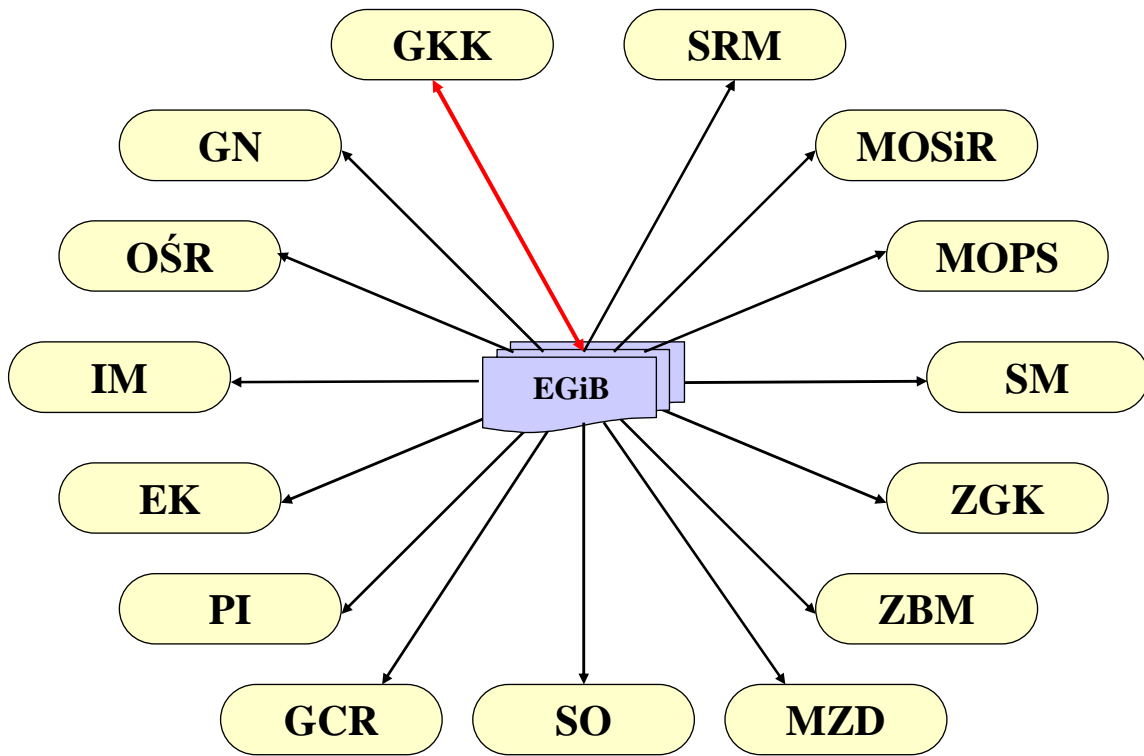 GKK
SRM
GN
MOSiR
OŚR
MOPS
IM
EGiB
SM
EK
ZGK
PI
ZBM
GCR
SO
MZD